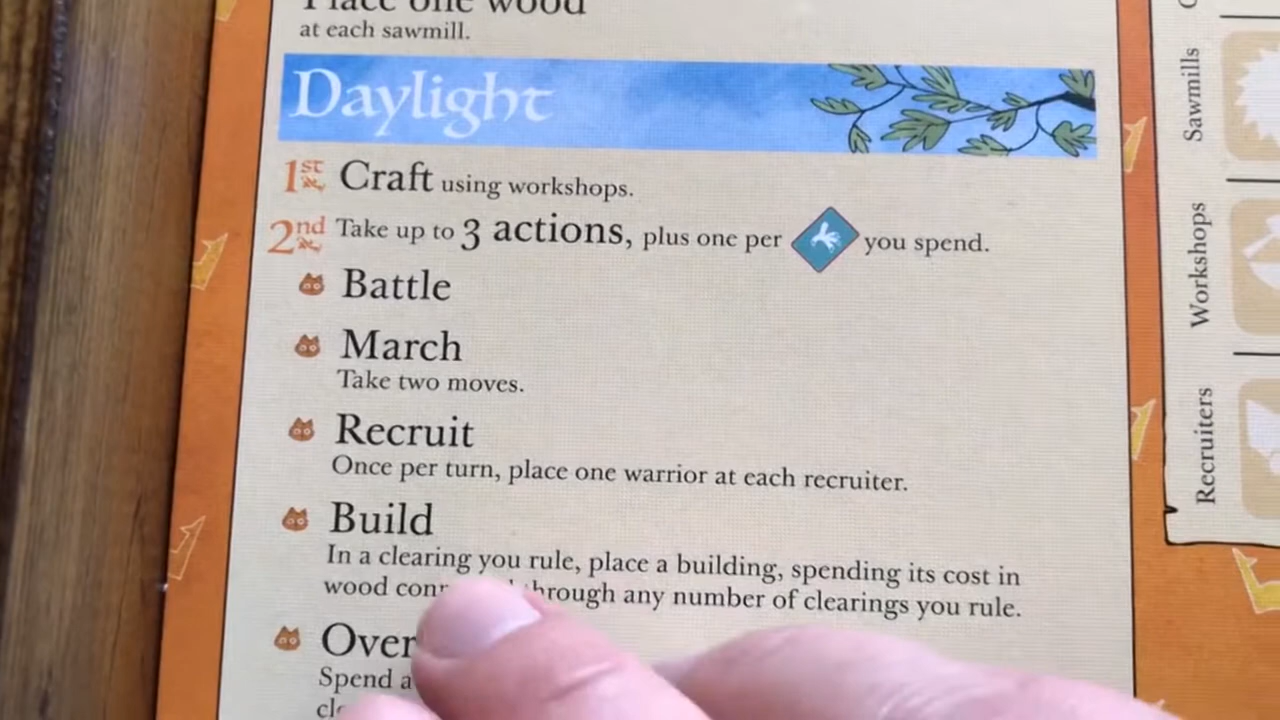 Place one wood
at each sawmill.
Daylight
1st Craft using workshops.
2nd Take up to 3 actions, plus one per you spend.
Battle
March
Take two moves.
Recruit
Once per turn, place one warrior at each recruiter.
Build
In a clearing you rule, place a building, spending its cost in
wood through any number of clearings you rule.
Over
Spend a
Sawmills
Workshops
Recruiters